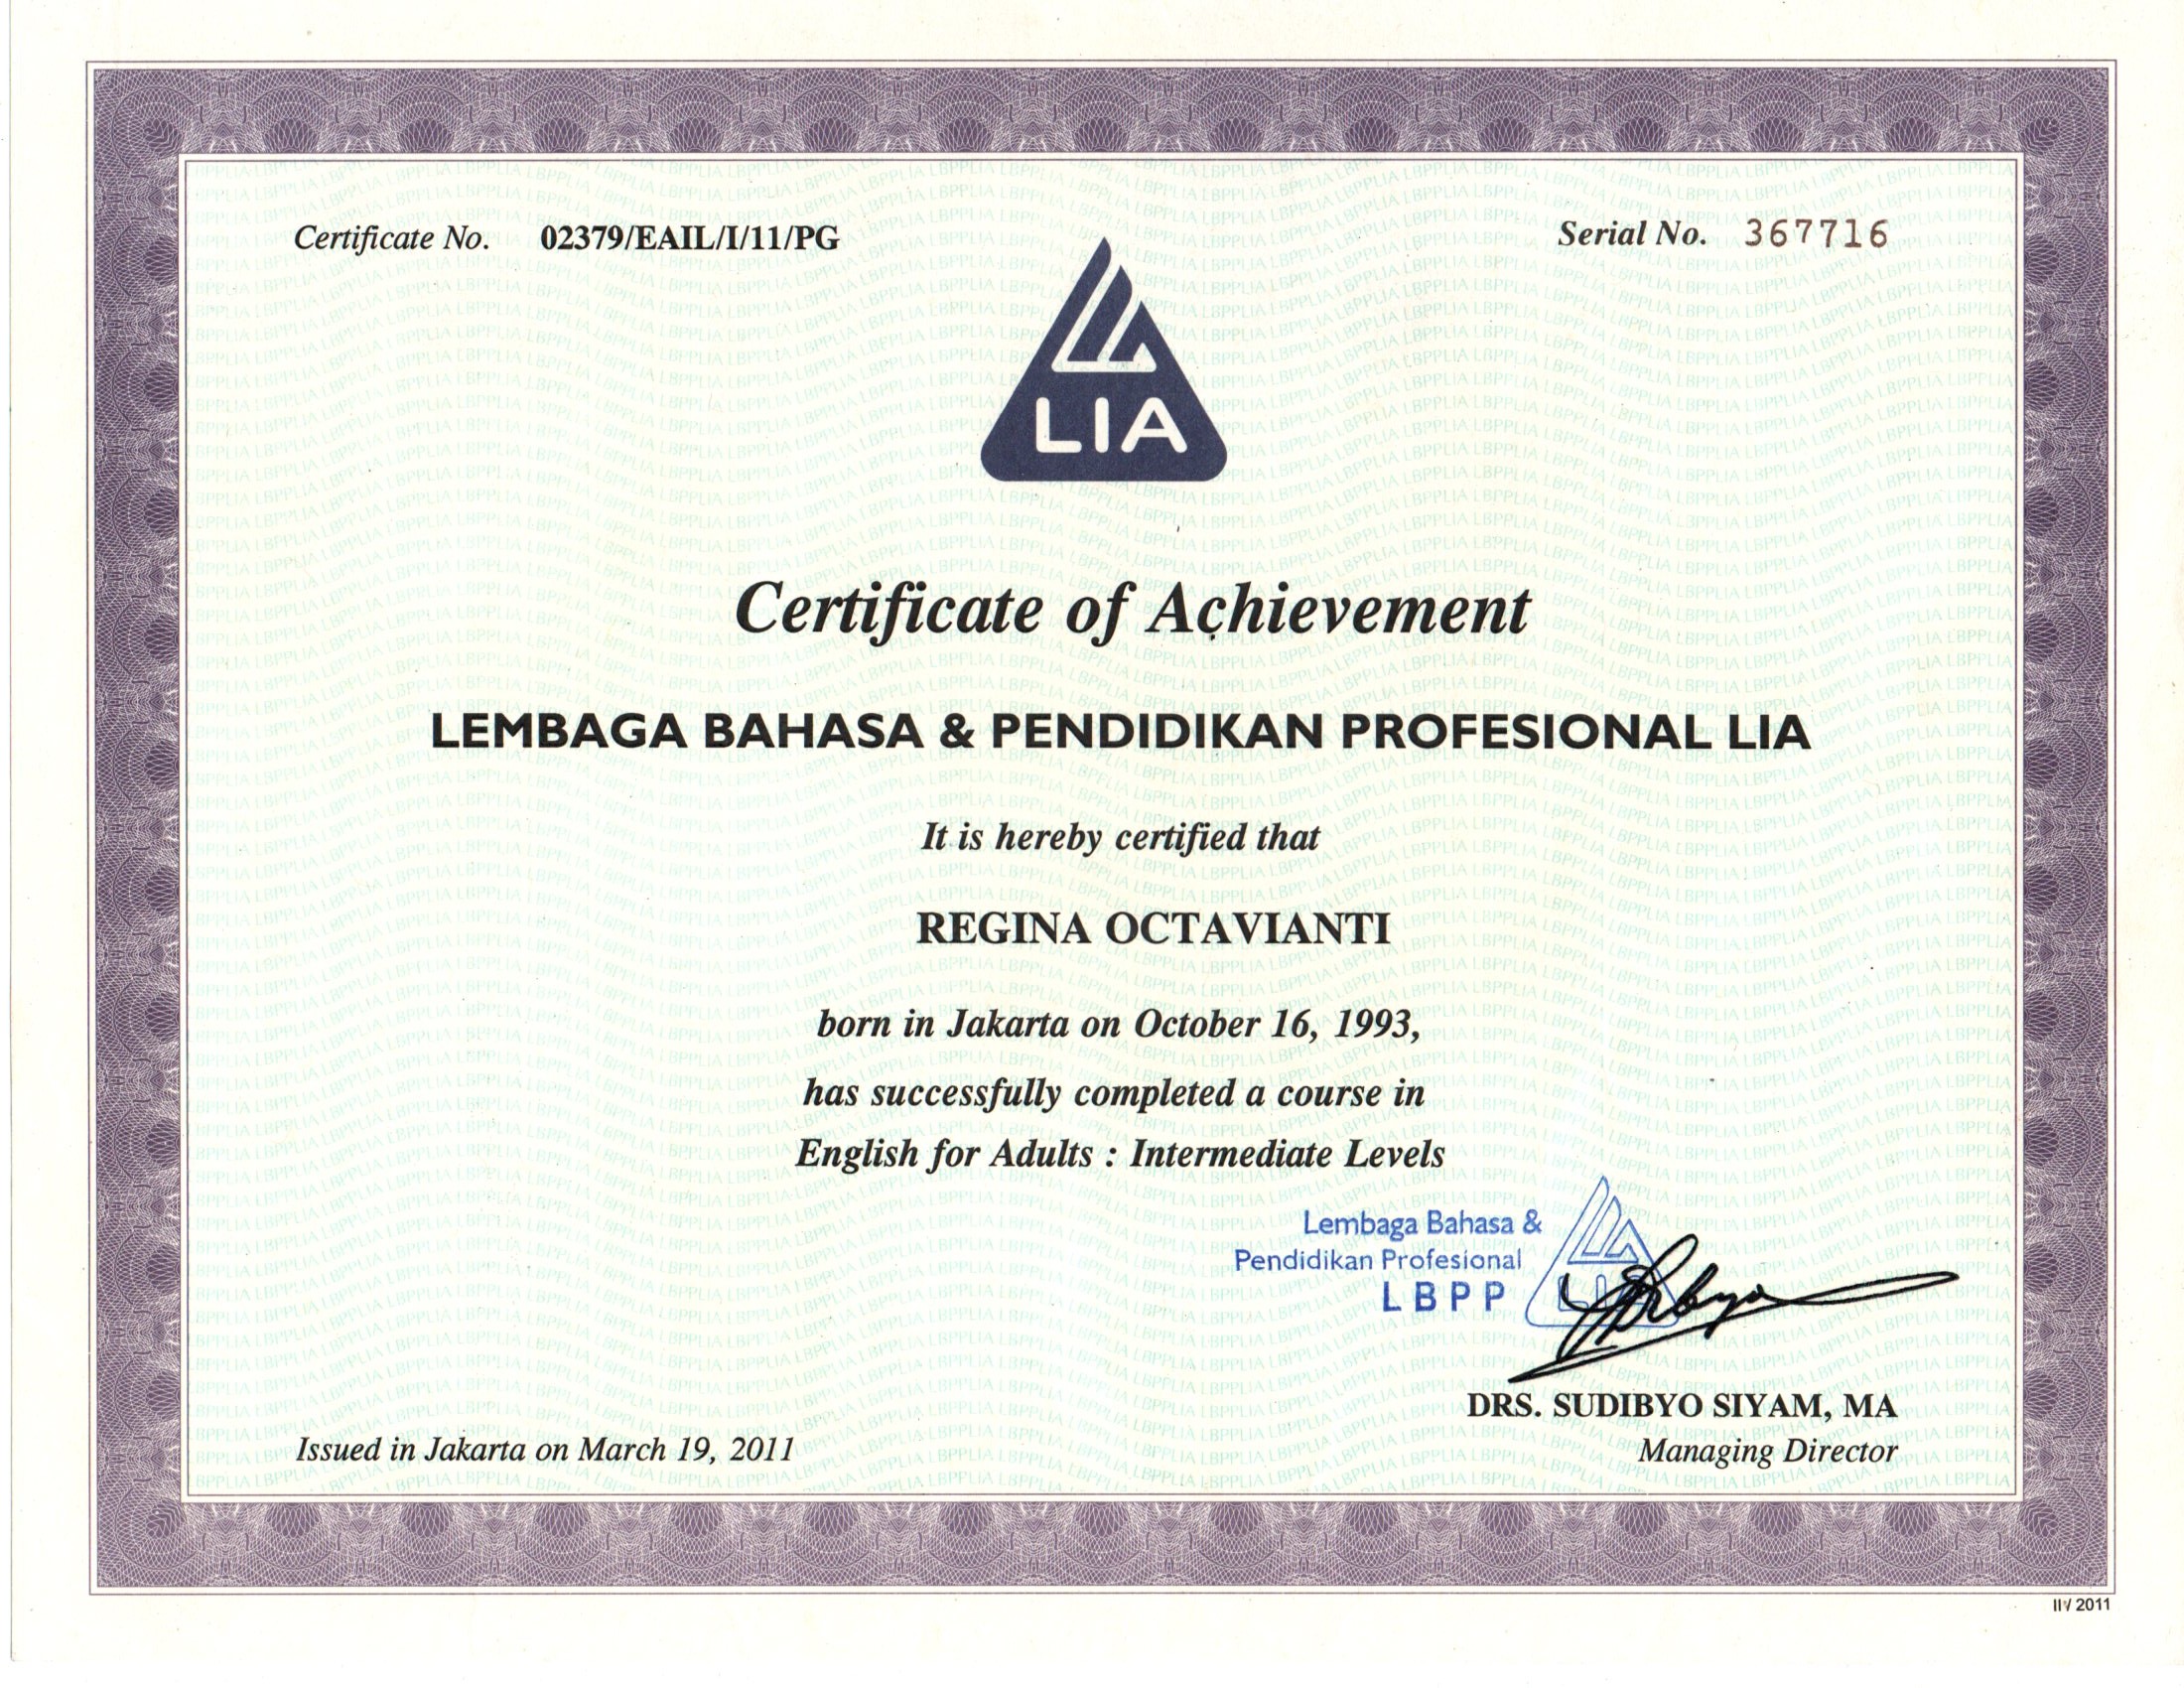 Certificate No. 02379/EAIL/I/11/PG
Serial No. 367716
LIA
Certificate of Achievement
LEMBAGA BAHASA & PENDIDIKAN PROFESIONAL LIA
It is hereby certified that
REGINA OCTAVIANTI
born in Jakarta on October 16, 1993,
has successfully completed a course in
English for Adults : Intermediate Levels
Lembaga Bahasa &
Pendidikan Profesional
LBPP
DRS. SUDIBYO SIYAM, MA
Issued in Jakarta on March 19, 2011
Managing Director